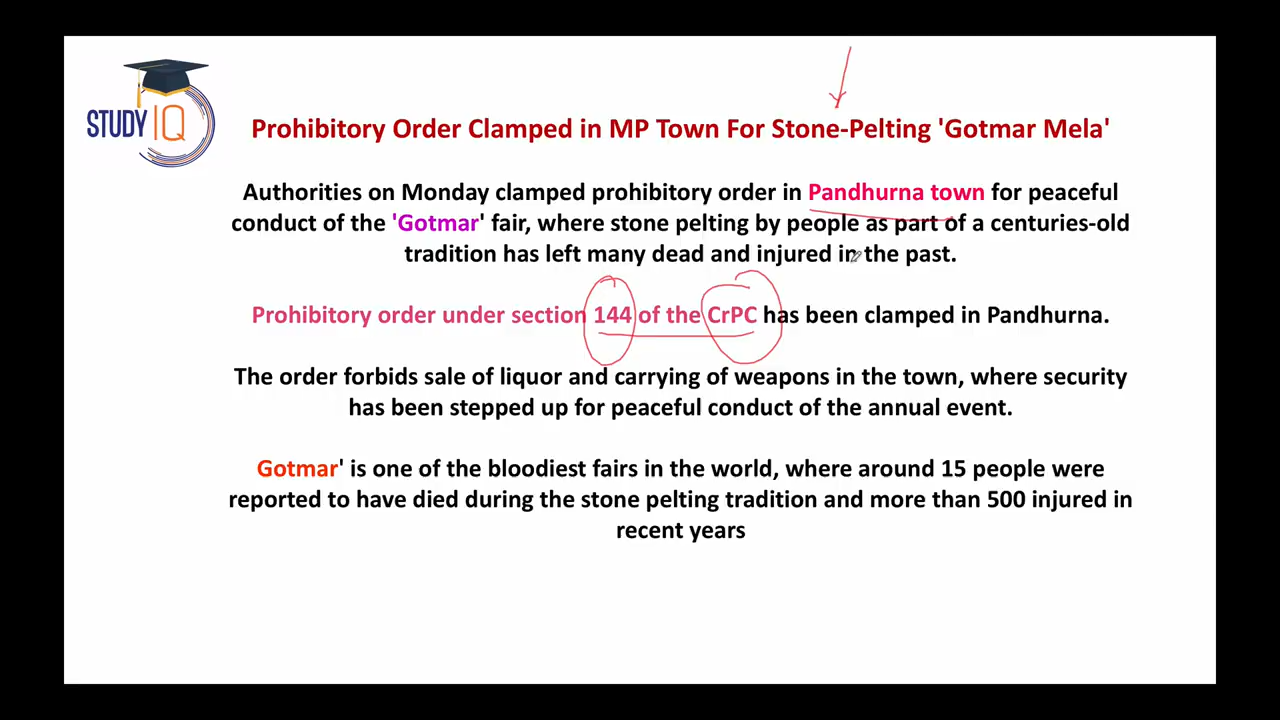 STUDY IQ
Prohibitory Order Clamped in MP Town For Stone-Pelting 'Gotmar Mela'
Authorities on Monday clamped prohibitory order in Pandhurna town for peaceful
conduct of the 'Gotmar' fair, where stone pelting by people as part of a centuries-old
tradition has left many dead and injured in the past.
Prohibitory order under section 144 of the CrPC has been clamped in Pandhurna.
The order forbids sale of liquor and carrying of weapons in the town, where security
has been stepped up for peaceful conduct of the annual event.
Gotmar' is one of the bloodiest fairs in the world, where around 15 people were
reported to have died during the stone pelting tradition and more than 500 injured in
recent years